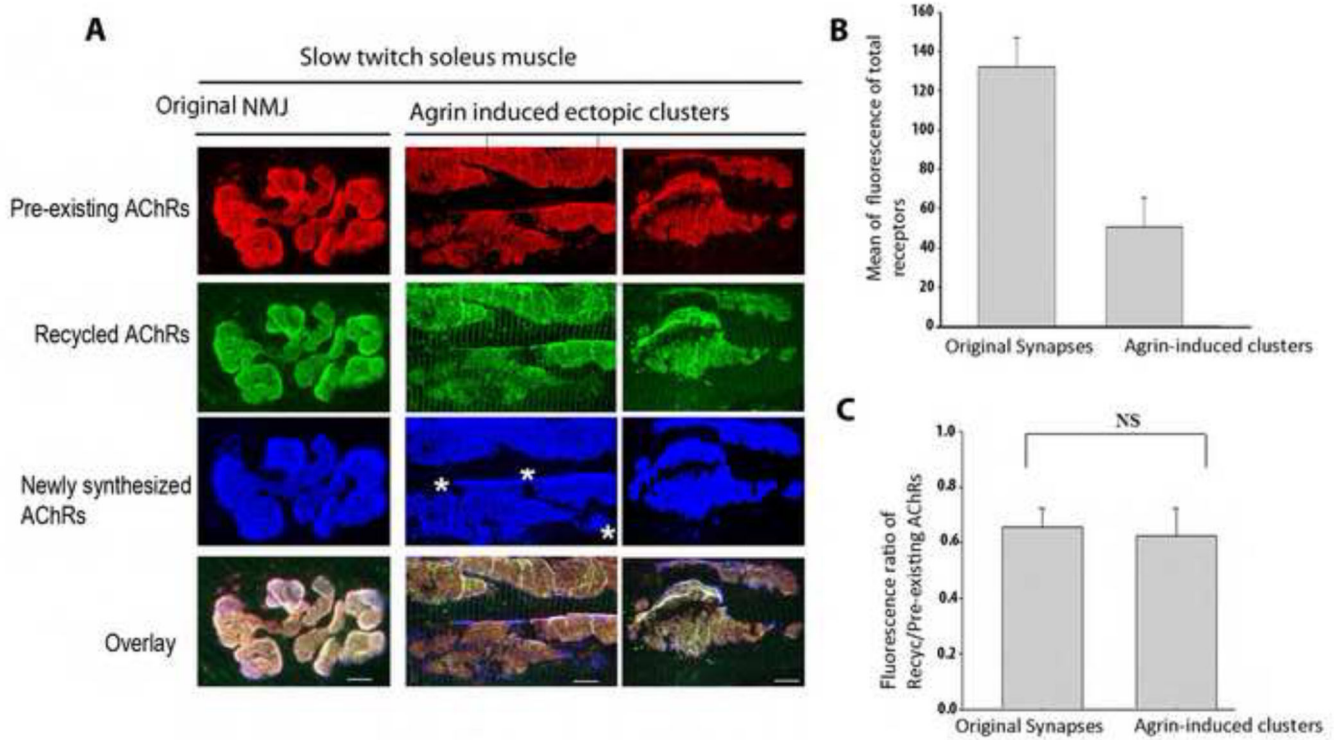 A
Slow twitch soleus muscle
Original NMJ
Agrin induced ectopic clusters
Pre-existing AChRs
Recycled AChRs
Newly synthesized
AChRs
*
*
*
Overlay
B
Mean of fluorescence of total
receptors
160
140
120
100
80
60
40
20
0
Original Synapses
Agrin-induced clusters
C
NS
Fluorescence ratio of
Recyc/Pre-existing AChRs
1.0
0.8
0.6
0.4
0.2
0.0
Original Synapses
Agrin-induced clusters